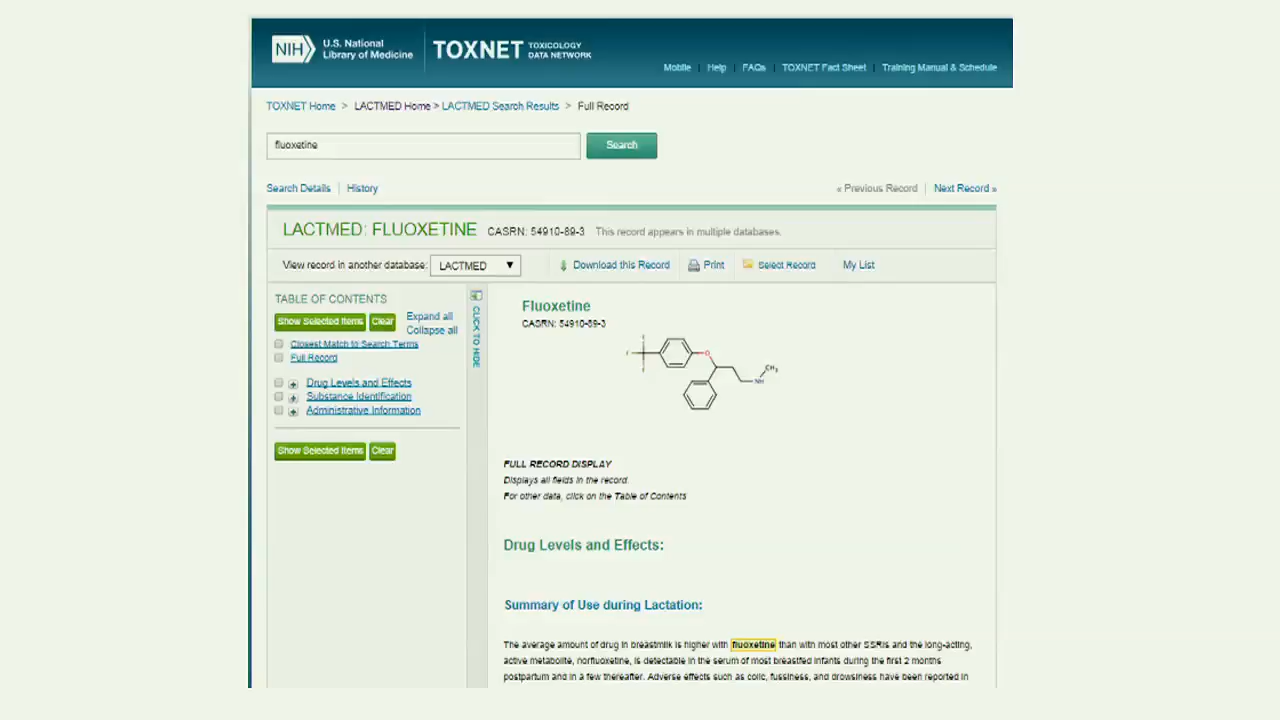 NIH U.S. National Library of Medicine TOXNET TOXICOLOGY DATA NETWORK
Mobile | Help | FAQs | TOXNET Fact Sheet | Training Manual & Schedule
TOXNET Home > LACTMED Home > LACTMED Search Results > Full Record
fluoxetine Search
Search Details | History « Previous Record | Next Record »
LACTMED: FLUOXETINE CASRN: 54910-89-3 This record appears in multiple databases.
View record in another database: LACTMED ▼ Download this Record Print Select Record My List
TABLE OF CONTENTS
Show Selected Items Clear Expand all
Collapse all
Closest Match to Search Terms
Full Record
Drug Levels and Effects
Substance Identification
Administrative Information
Show Selected Items Clear
CLICK TO HIDE
Fluoxetine
CASRN: 54910-89-3
F
F
F
O
NH
CH3
FULL RECORD DISPLAY
Displays all fields in the record.
For other data, click on the Table of Contents
Drug Levels and Effects:
Summary of Use during Lactation:
The average amount of drug in breastmilk is higher with fluoxetine than with most other SSRIs and the long-acting,
active metabolite, norfluoxetine, is detectable in the serum of most breastfed infants during the first 2 months
postpartum and in a few thereafter. Adverse effects such as colic, fussiness, and drowsiness have been reported in